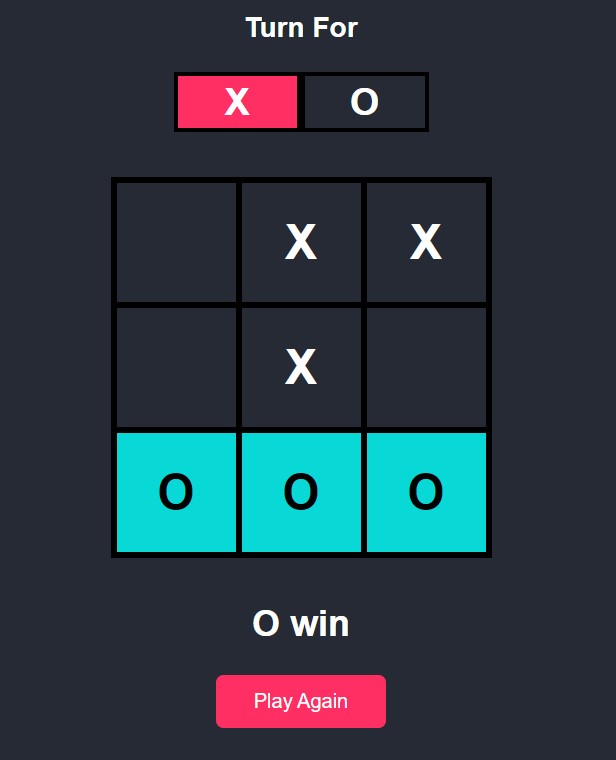 Turn For
X O
X X
X
O O O
O win
Play Again